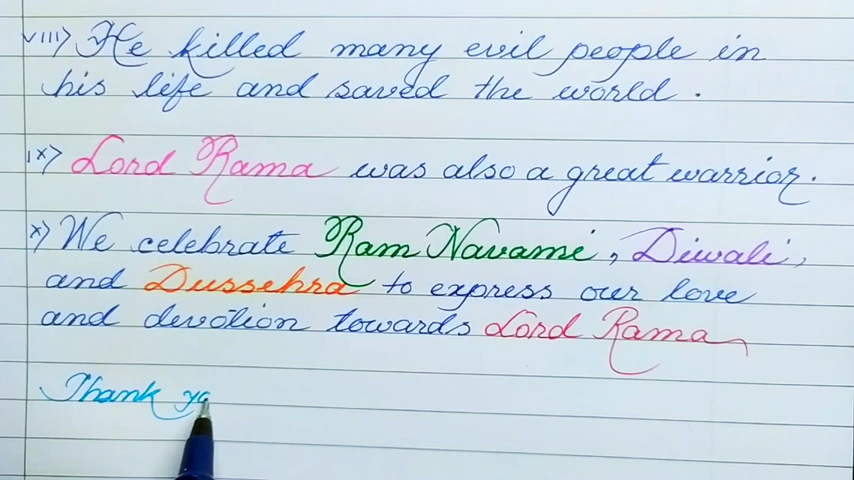 viii) He killed many evil people in
his life and saved the world.
ix) Lord Rama was also a great warrior.
x) We celebrate Ram Navami, Diwali,
and Dussehra to express our love
and devotion towards Lord Rama
Thank yo